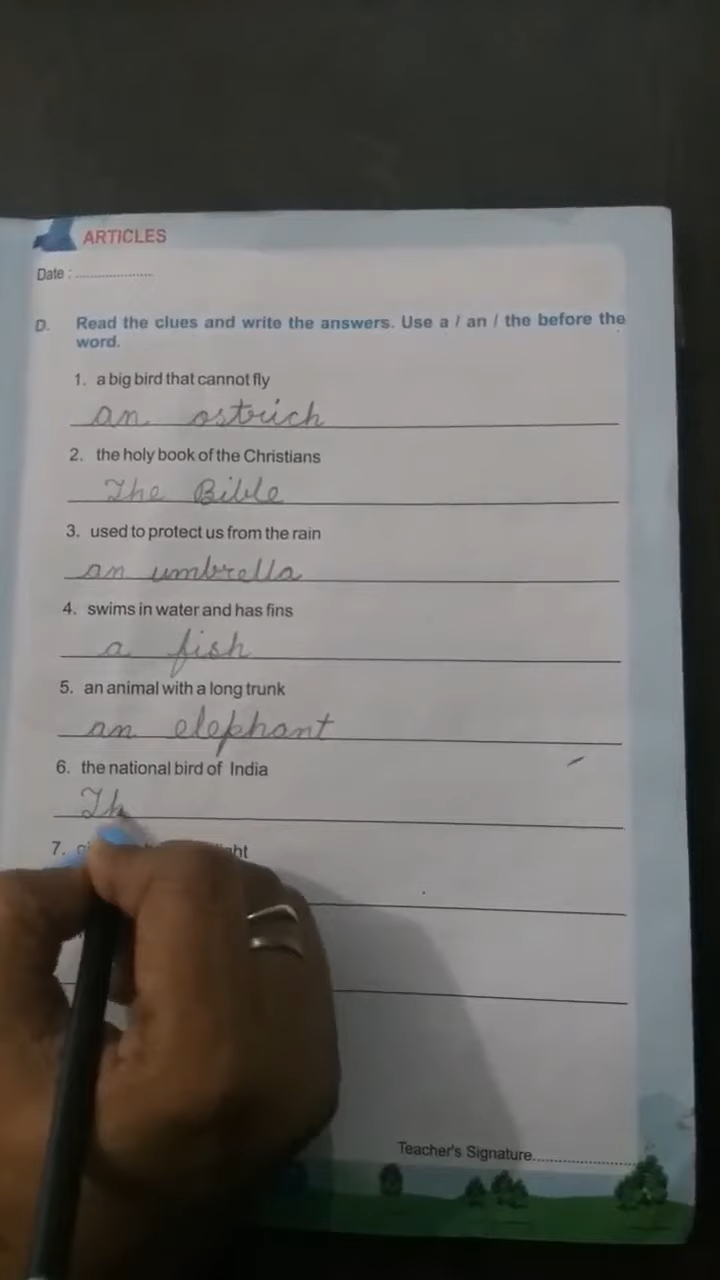 ARTICLES
Date : ....................
D. Read the clues and write the answers. Use a / an / the before the
word.
1. a big bird that cannot fly
an ostrich
2. the holy book of the Christians
The Bible
3. used to protect us from the rain
an umbrella
4. swims in water and has fins
a fish
5. an animal with a long trunk
an elephant
6. the national bird of India
Th
7.
Teacher's Signature....................